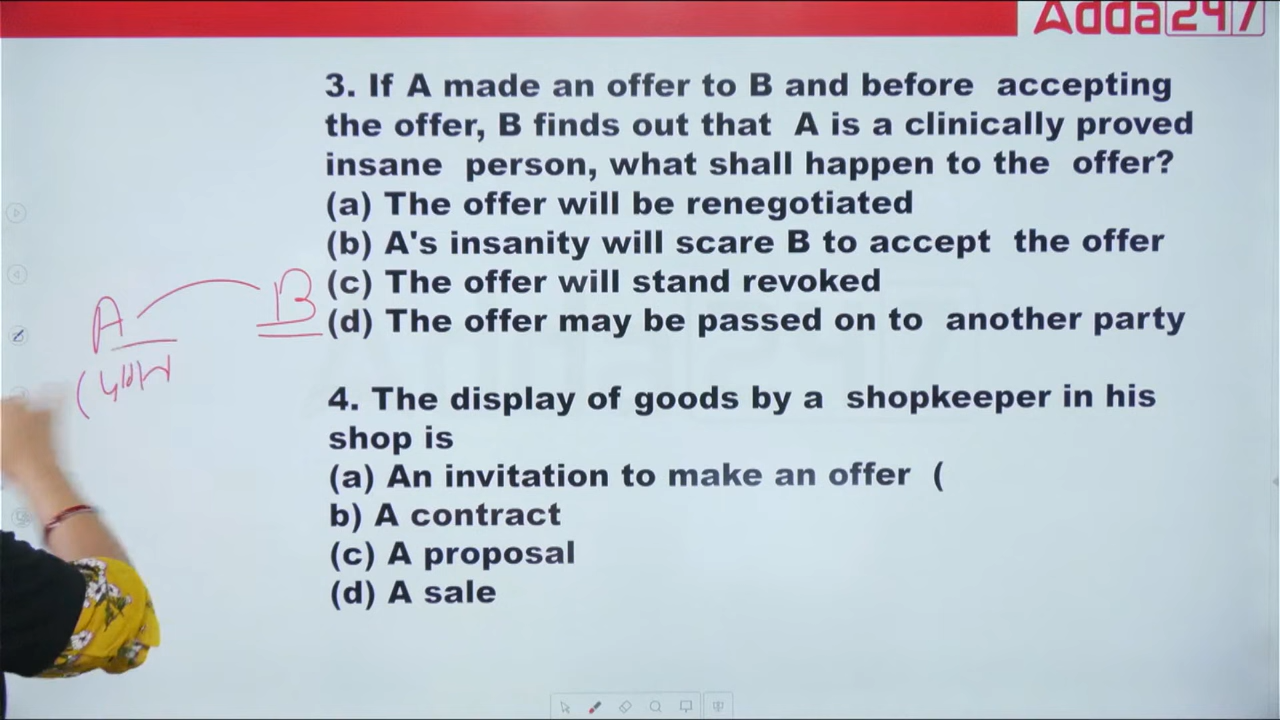 Adda247
3. If A made an offer to B and before accepting
the offer, B finds out that A is a clinically proved
insane person, what shall happen to the offer?
(a) The offer will be renegotiated
(b) A's insanity will scare B to accept the offer
(c) The offer will stand revoked
(d) The offer may be passed on to another party
A B
4. The display of goods by a shopkeeper in his
shop is
(a) An invitation to make an offer (
b) A contract
(c) A proposal
(d) A sale